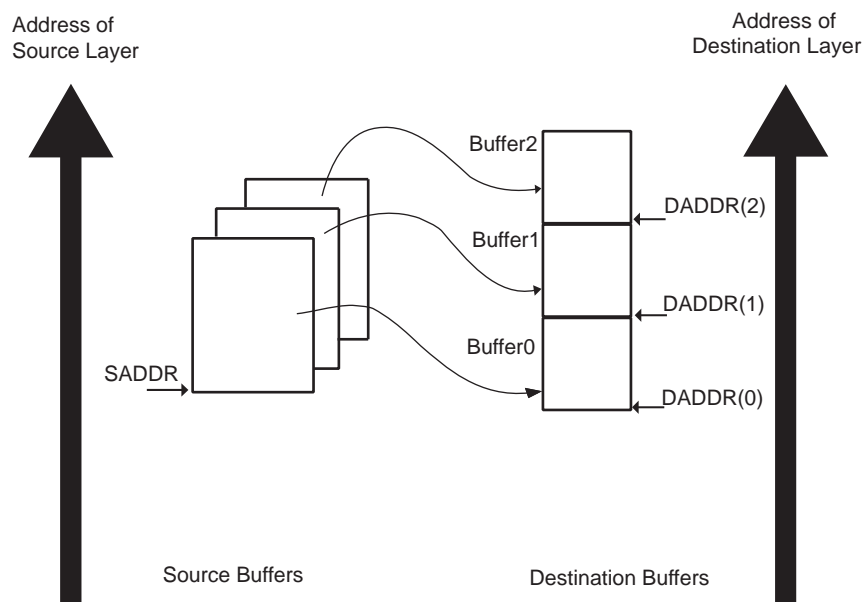 Address of
Source Layer
Address of
Destination Layer
Buffer2
DADDR(2)
Buffer1
DADDR(1)
Buffer0
SADDR
DADDR(0)
Source Buffers
Destination Buffers